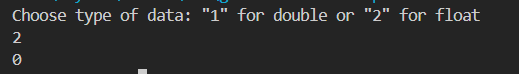 Choose type of data: "1" for double or "2" for float
2
0